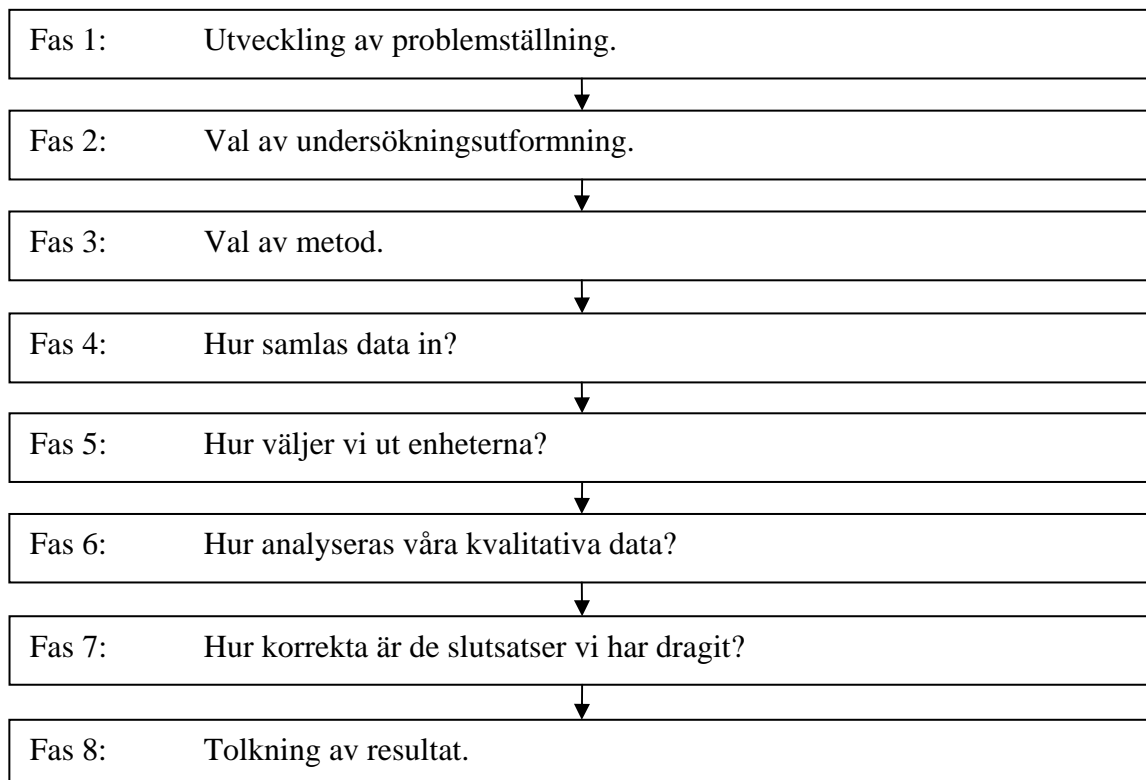 Fas 1: Utveckling av problemställning.
Fas 2: Val av undersökningsutformning.
Fas 3: Val av metod.
Fas 4: Hur samlas data in?
Fas 5: Hur väljer vi ut enheterna?
Fas 6: Hur analyseras våra kvalitativa data?
Fas 7: Hur korrekta är de slutsatser vi har dragit?
Fas 8: Tolkning av resultat.